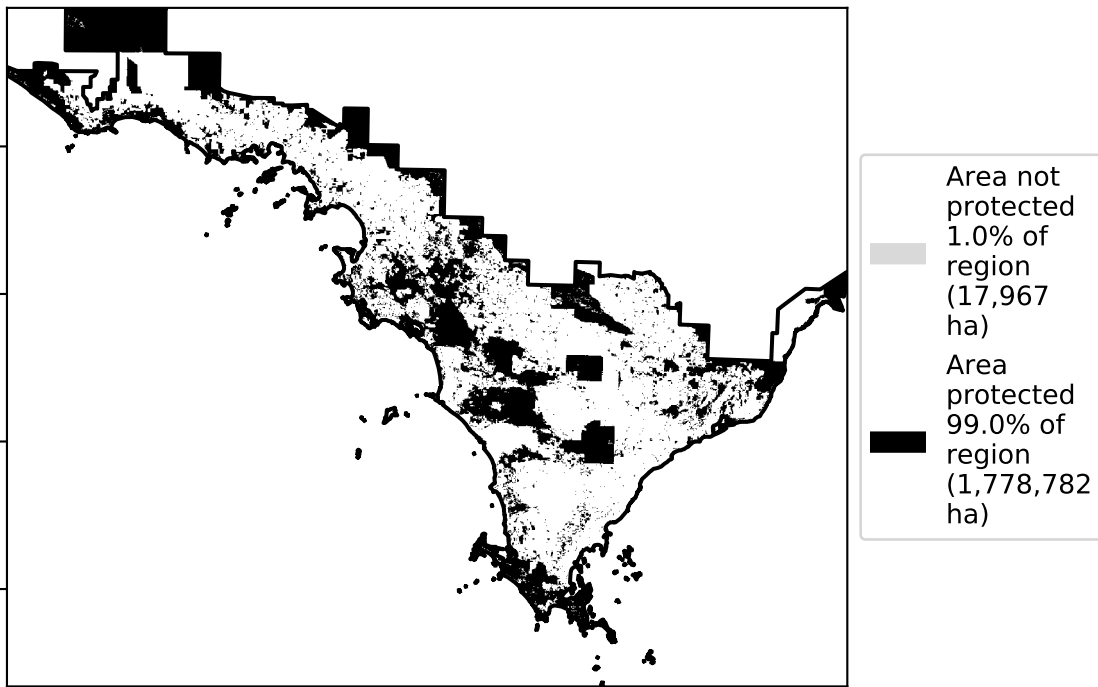 Area not
protected
1.0% of
region
(17,967
ha)
Area
protected
99.0% of
region
(1,778,782
ha)